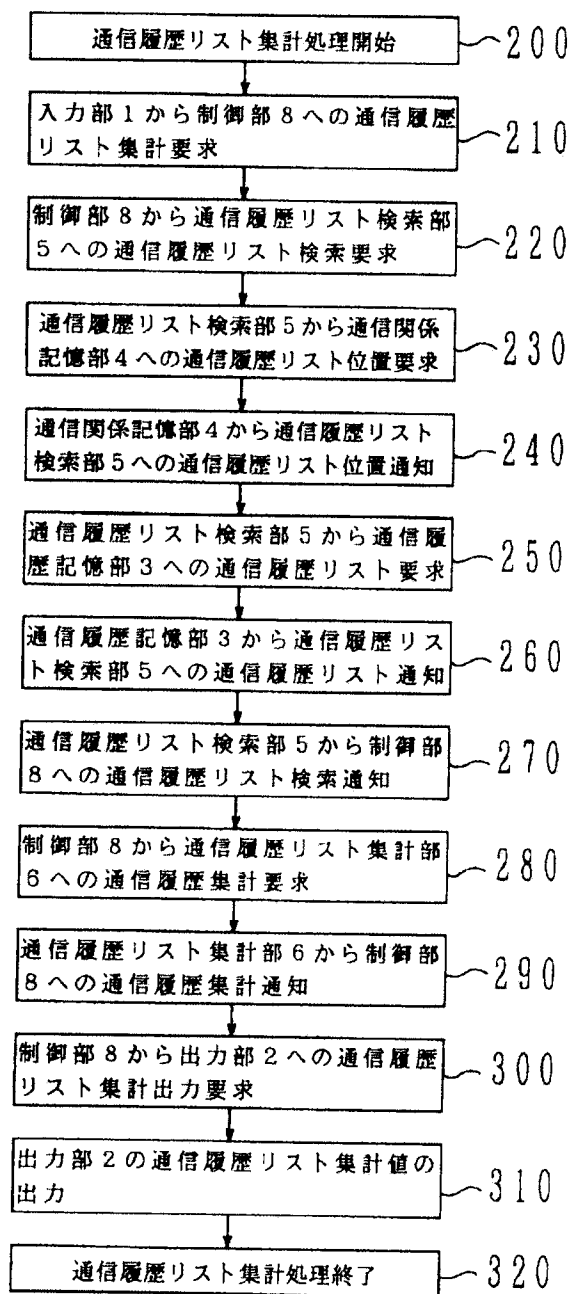 通信履歴リスト集計処理開始
200
入力部1から制御部8への通信履歴
リスト集計要求
210
制御部8から通信履歴リスト検索部
5への通信履歴リスト検索要求
220
通信履歴リスト検索部5から通信関係
記憶部4への通信履歴リスト位置要求
230
通信関係記憶部4から通信履歴リスト
検索部5への通信履歴リスト位置通知
240
通信履歴リスト検索部5から通信履
歴記憶部3への通信履歴リスト要求
250
通信履歴記憶部3から通信履歴リス
ト検索部5への通信履歴リスト通知
260
通信履歴リスト検索部5から制御部
8への通信履歴リスト検索通知
270
制御部8から通信履歴リスト集計部
6への通信履歴集計要求
280
通信履歴リスト集計部6から制御部
8への通信履歴集計通知
290
制御部8から出力部2への通信履歴
リスト集計出力要求
300
出力部2の通信履歴リスト集計値の
出力
310
通信履歴リスト集計処理終了
320